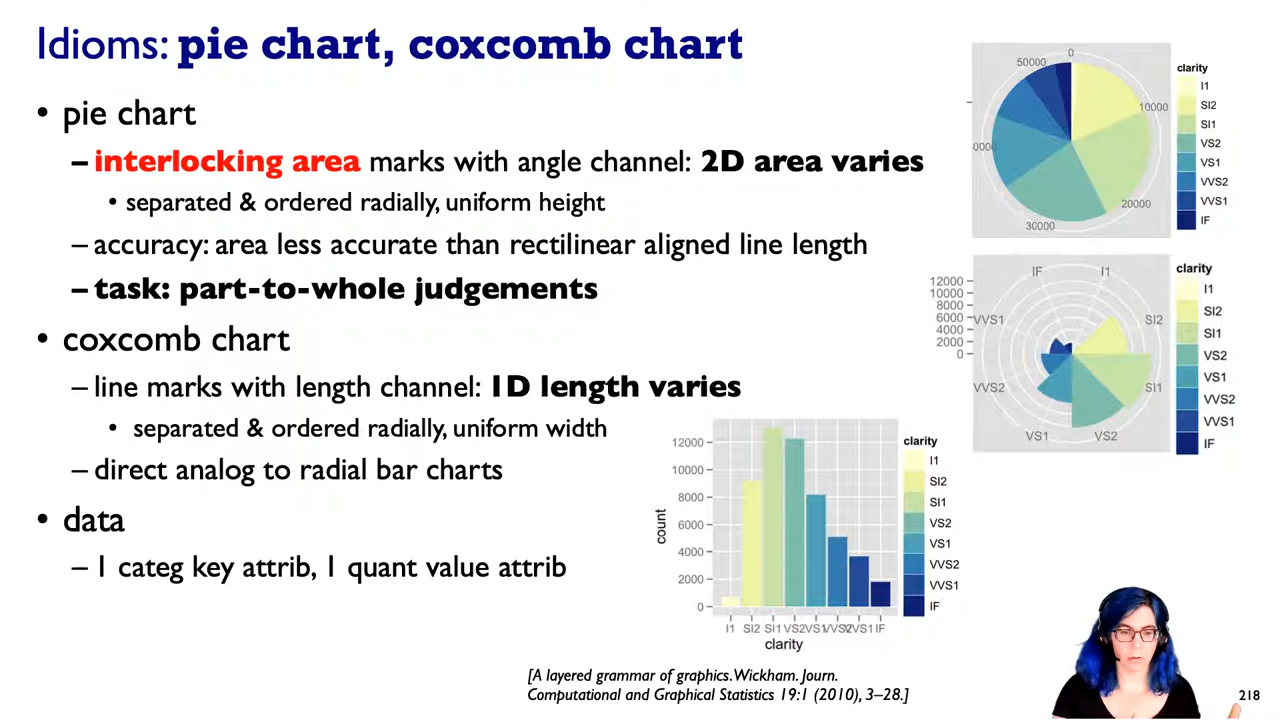 Idioms: pie chart, coxcomb chart
• pie chart
– interlocking area marks with angle channel: 2D area varies
• separated & ordered radially, uniform height
– accuracy: area less accurate than rectilinear aligned line length
– task: part-to-whole judgements
• coxcomb chart
– line marks with length channel: 1D length varies
• separated & ordered radially, uniform width
– direct analog to radial bar charts
• data
– 1 categ key attrib, 1 quant value attrib
0
50000
10000
0000
20000
30000
clarity
I1
SI2
SI1
VS2
VS1
VVS2
VVS1
IF
12000
10000
8000
6000
4000
2000
0
IF
I1
VVS1
SI2
VVS2
SI1
VS1
VS2
clarity
I1
SI2
SI1
VS2
VS1
VVS2
VVS1
IF
count
12000
10000
8000
6000
4000
2000
0
I1 SI2 SI1 VS2 VS1 VVS2 VVS1 IF
clarity
clarity
I1
SI2
SI1
VS2
VS1
VVS2
VVS1
IF
[A layered grammar of graphics. Wickham. Journ.
Computational and Graphical Statistics 19:1 (2010), 3–28.]
218